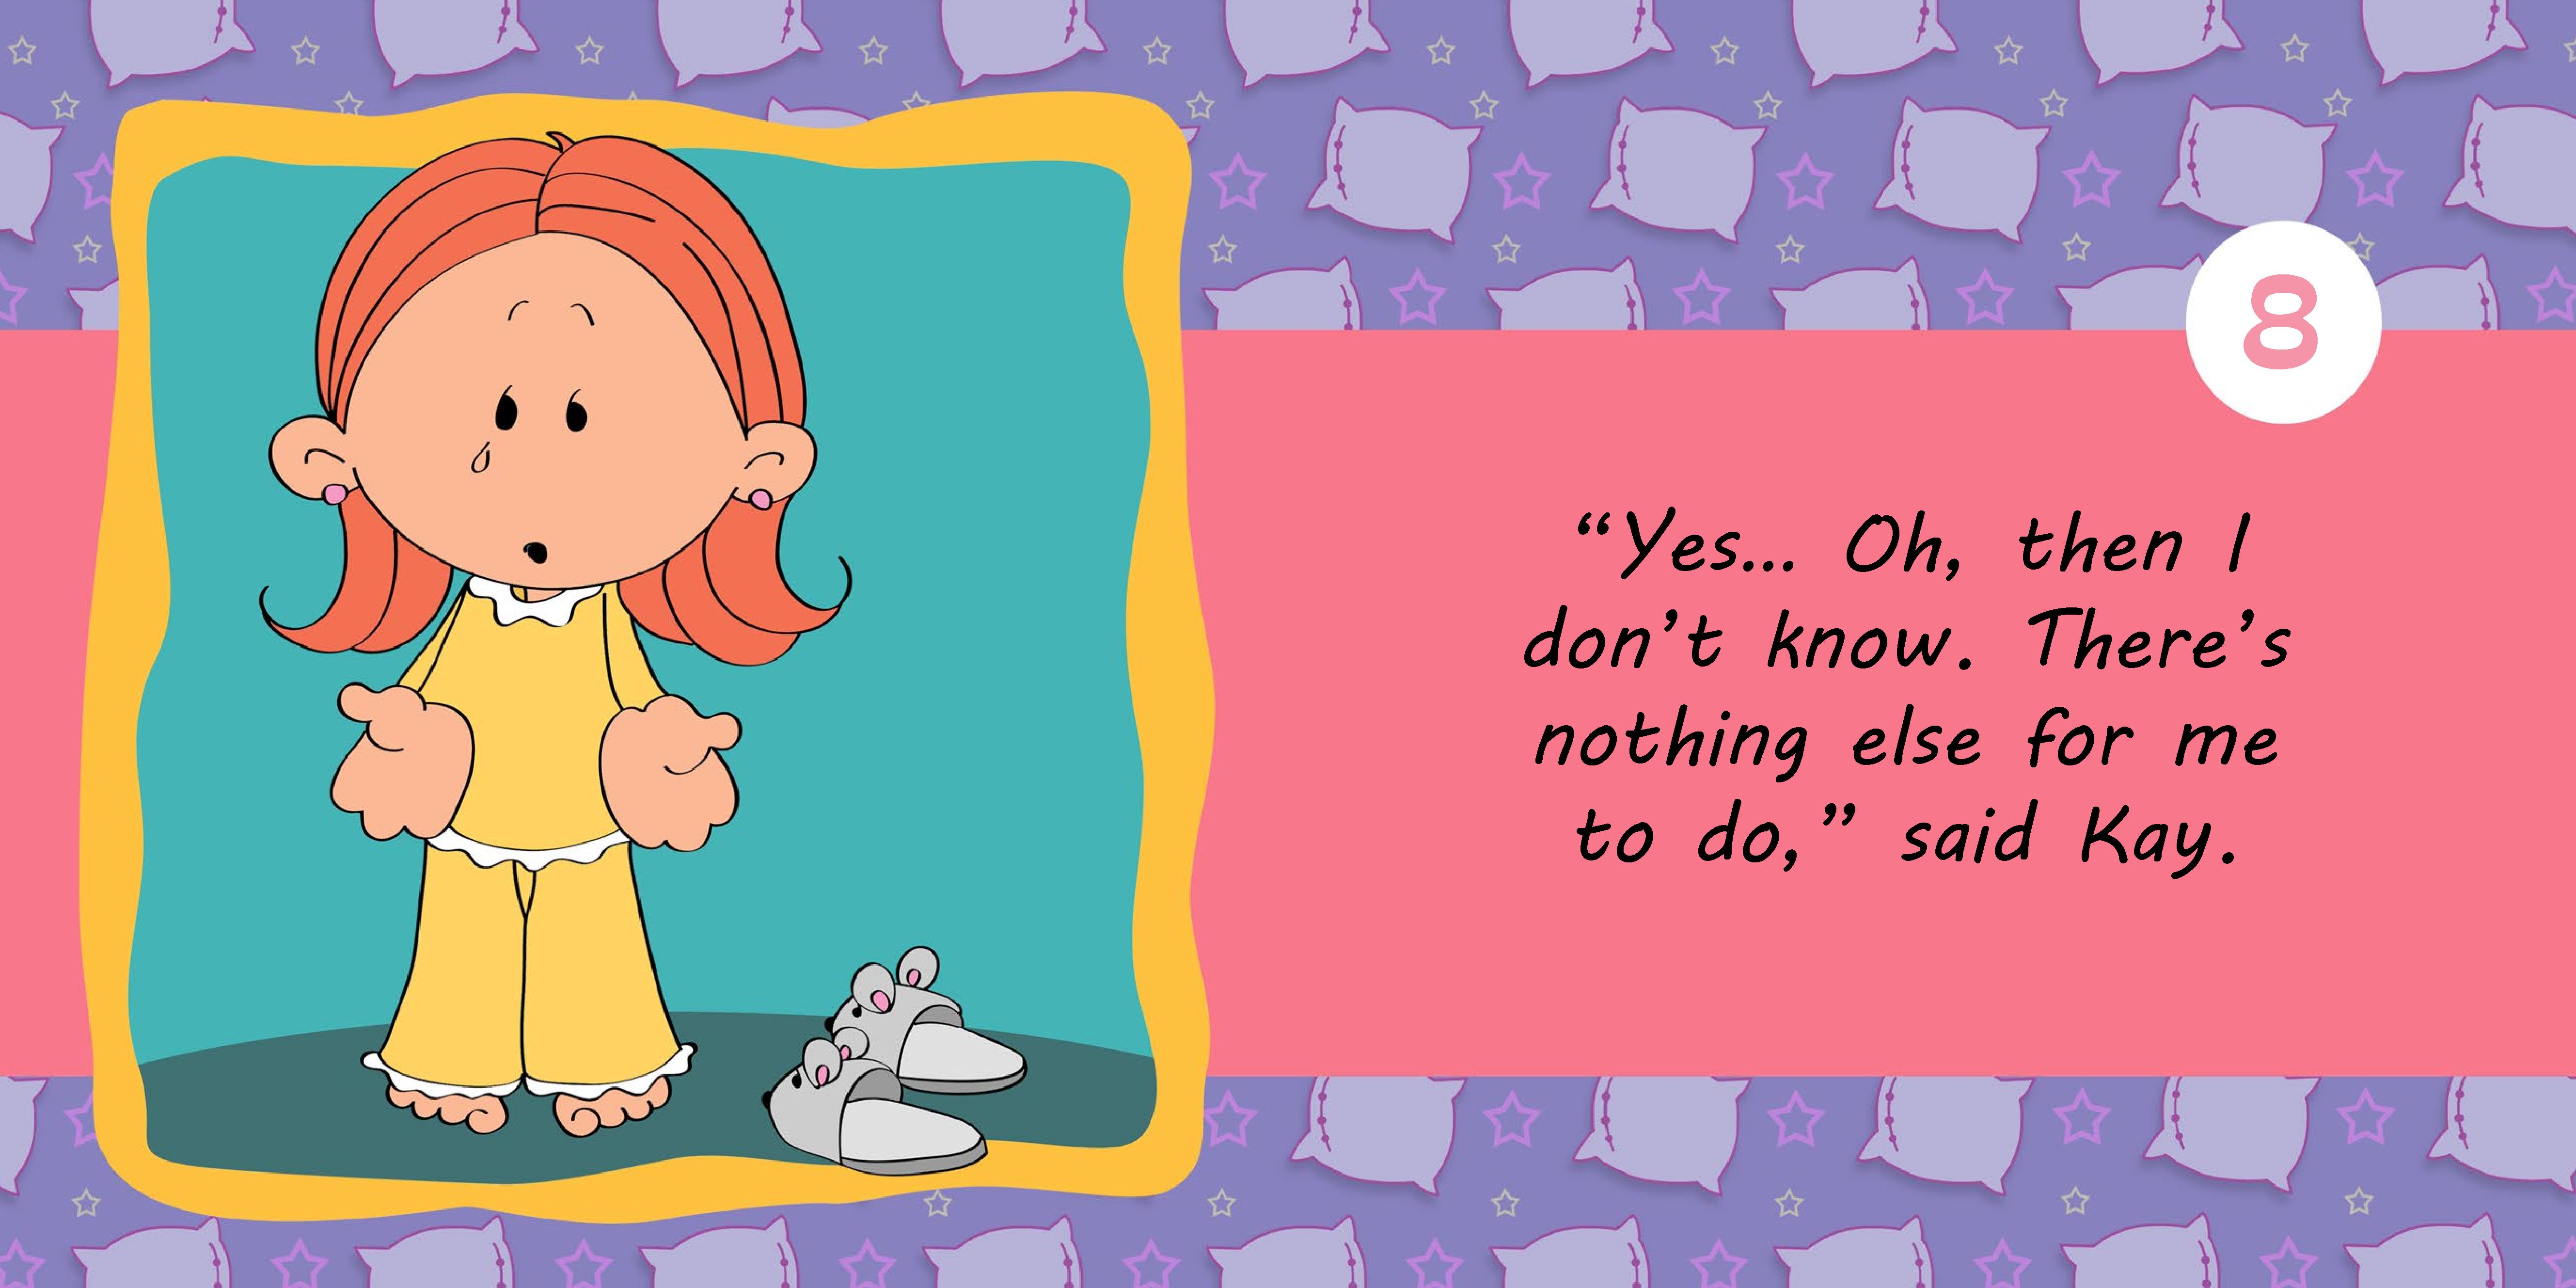 8
“Yes... Oh, then I
don’t know. There’s
nothing else for me
to do,” said Kay.